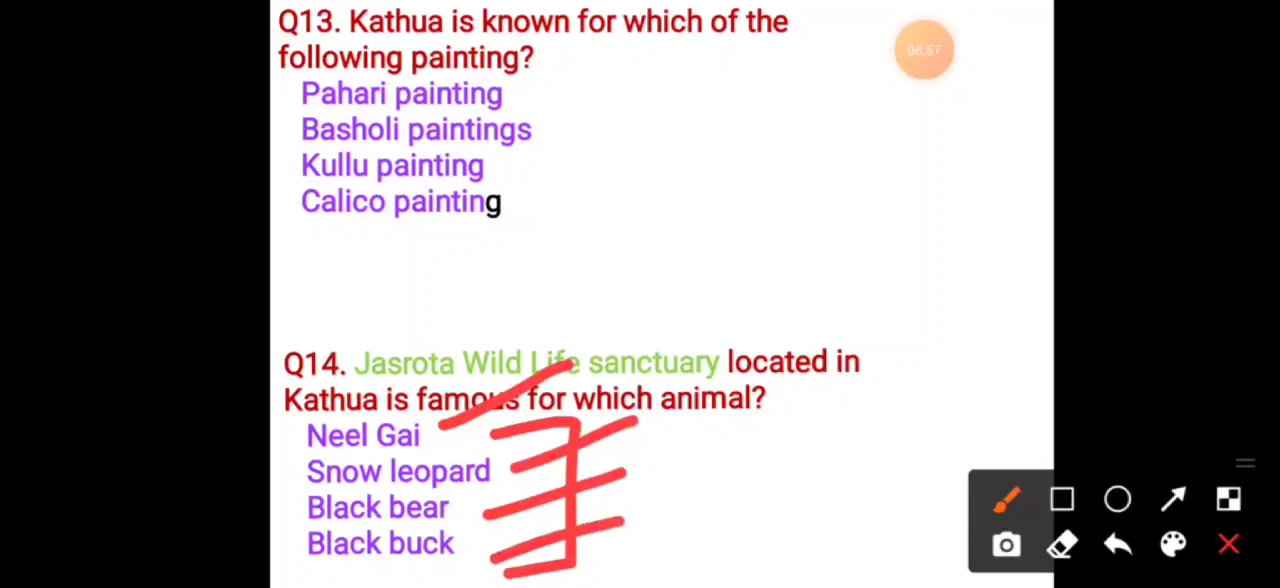 Q13. Kathua is known for which of the
following painting?
Pahari painting
Basholi paintings
Kullu painting
Calico painting
08:57
Q14. Jasrota Wild Life sanctuary located in
Kathua is famous for which animal?
Neel Gai
Snow leopard
Black bear
Black buck